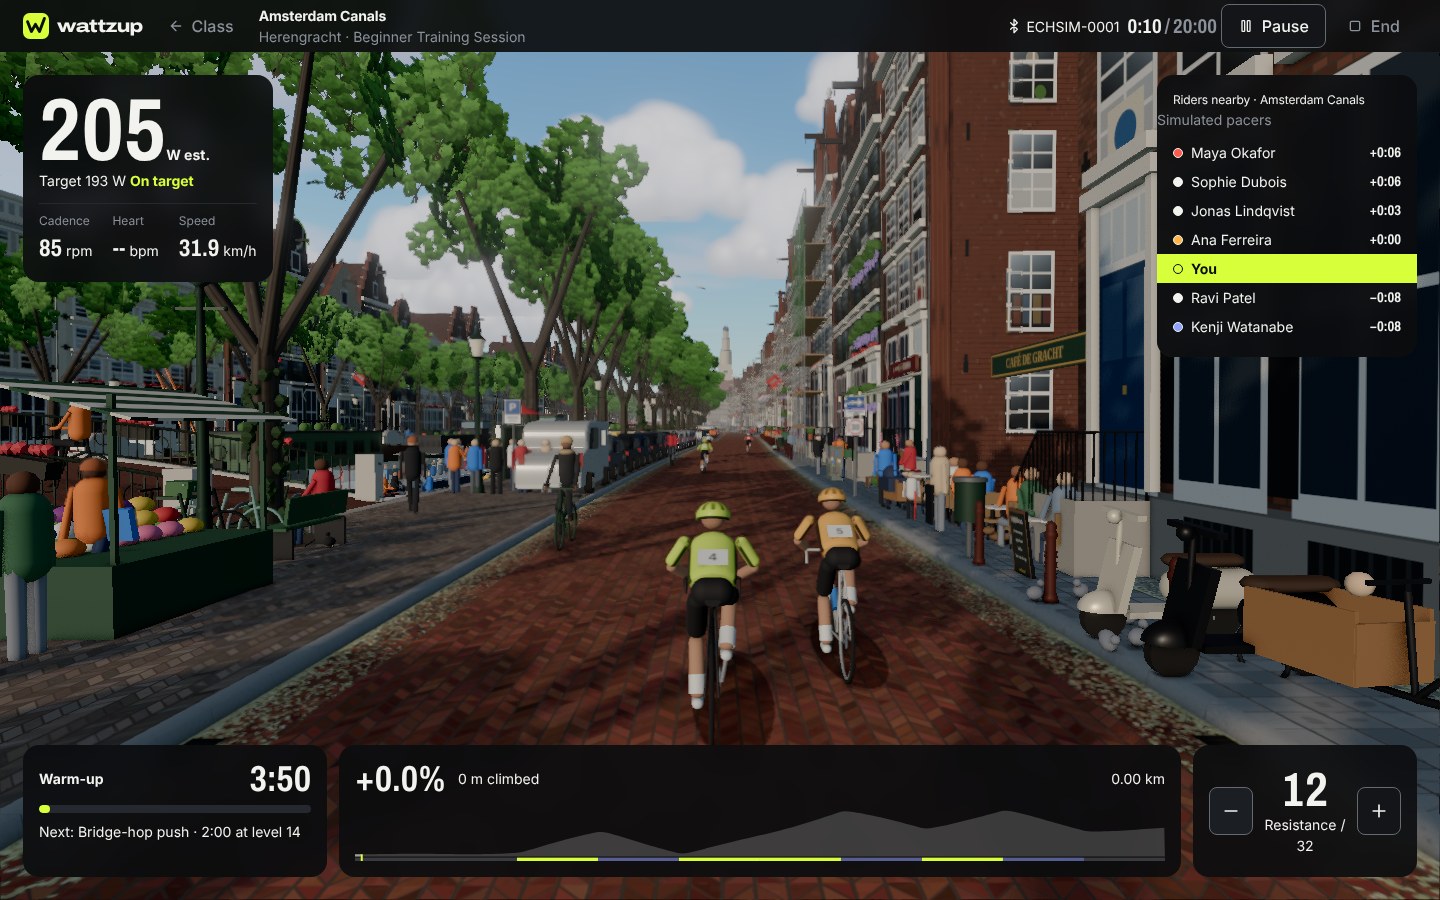 wattzup
Class
Amsterdam Canals
Herengracht · Beginner Training Session
ECHSIM-0001 0:10 / 20:00
Pause
End
205 W est.
Target 193 W On target
Cadence Heart Speed
85 rpm -- bpm 31.9 km/h
Riders nearby · Amsterdam Canals
Simulated pacers
Maya Okafor +0:06
Sophie Dubois +0:06
Jonas Lindqvist +0:03
Ana Ferreira +0:00
You
Ravi Patel −0:08
Kenji Watanabe −0:08
CAFÉ DE GRACHT
P
4
5
Warm-up 3:50
Next: Bridge-hop push · 2:00 at level 14
+0.0% 0 m climbed 0.00 km
12
Resistance /
32